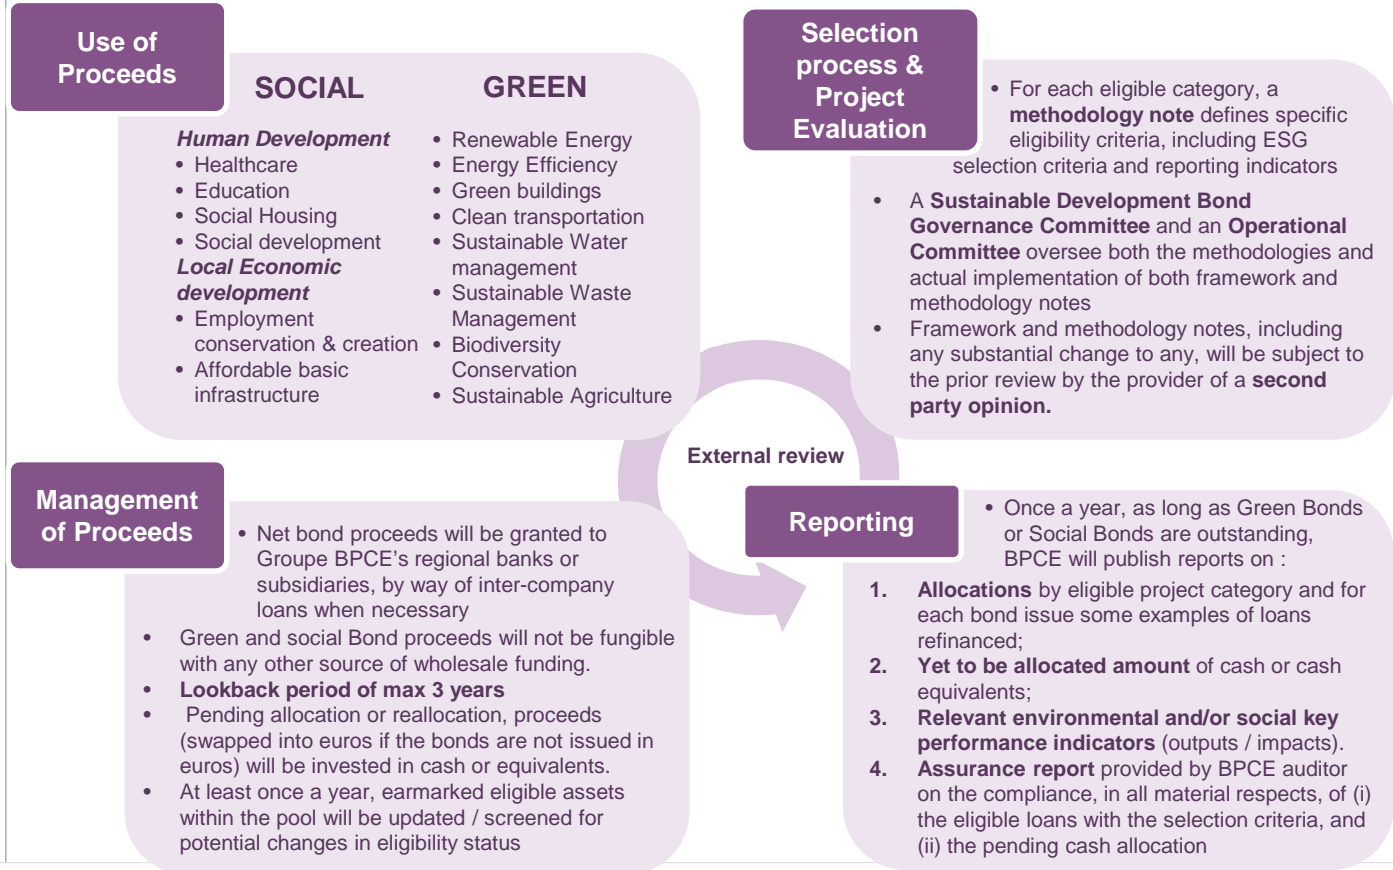 Use of
Proceeds
SOCIAL
Human Development
• Healthcare
• Education
• Social Housing
• Social development
Local Economic
development
• Employment
conservation & creation
• Affordable basic
infrastructure
GREEN
• Renewable Energy
• Energy Efficiency
• Green buildings
• Clean transportation
• Sustainable Water
management
• Sustainable Waste
Management
• Biodiversity
Conservation
• Sustainable Agriculture
Selection
process &
Project
Evaluation
• For each eligible category, a
methodology note defines specific
eligibility criteria, including ESG
selection criteria and reporting indicators
• A Sustainable Development Bond
Governance Committee and an Operational
Committee oversee both the methodologies and
actual implementation of both framework and
methodology notes
• Framework and methodology notes, including
any substantial change to any, will be subject to
the prior review by the provider of a second
party opinion.
External review
Management
of Proceeds
• Net bond proceeds will be granted to
Groupe BPCE's regional banks or
subsidiaries, by way of inter-company
loans when necessary
• Green and social Bond proceeds will not be fungible
with any other source of wholesale funding.
• Lookback period of max 3 years
• Pending allocation or reallocation, proceeds
(swapped into euros if the bonds are not issued in
euros) will be invested in cash or equivalents.
• At least once a year, earmarked eligible assets
within the pool will be updated / screened for
potential changes in eligibility status
Reporting
• Once a year, as long as Green Bonds
or Social Bonds are outstanding,
BPCE will publish reports on :
1. Allocations by eligible project category and for
each bond issue some examples of loans
refinanced;
2. Yet to be allocated amount of cash or cash
equivalents;
3. Relevant environmental and/or social key
performance indicators (outputs / impacts).
4. Assurance report provided by BPCE auditor
on the compliance, in all material respects, of (i)
the eligible loans with the selection criteria, and
(ii) the pending cash allocation